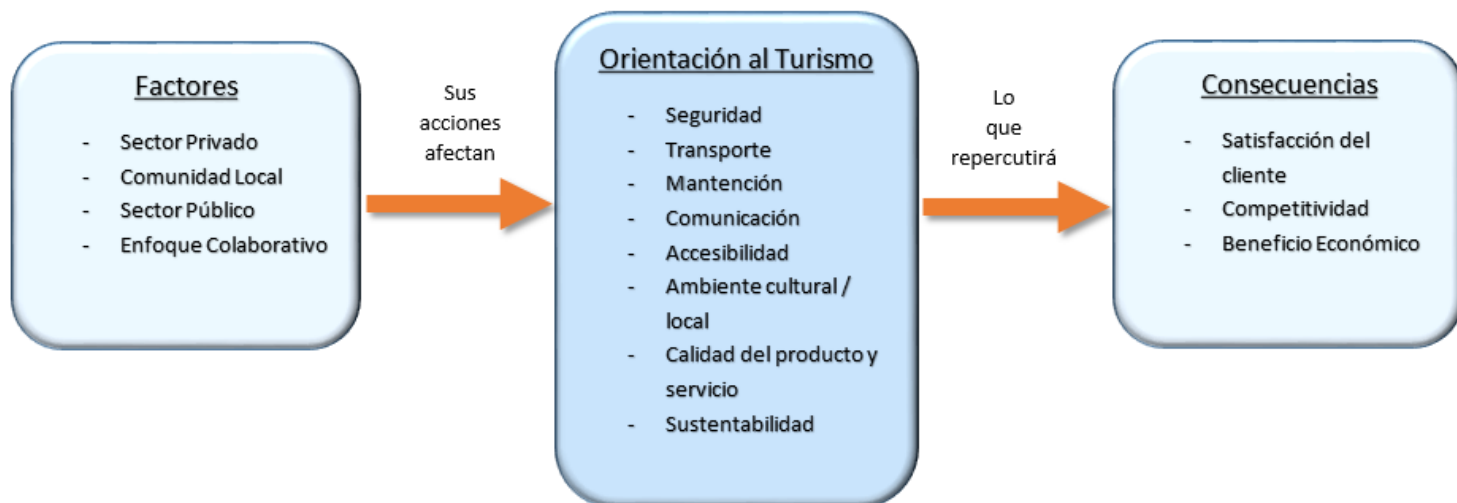 Factores
- Sector Privado
- Comunidad Local
- Sector Público
- Enfoque Colaborativo
Sus
acciones
afectan
Orientación al Turismo
- Seguridad
- Transporte
- Mantención
- Comunicación
- Accesibilidad
- Ambiente cultural /
local
- Calidad del producto y
servicio
- Sustentabilidad
Lo
que
repercutirá
Consecuencias
- Satisfacción del
cliente
- Competitividad
- Beneficio Económico